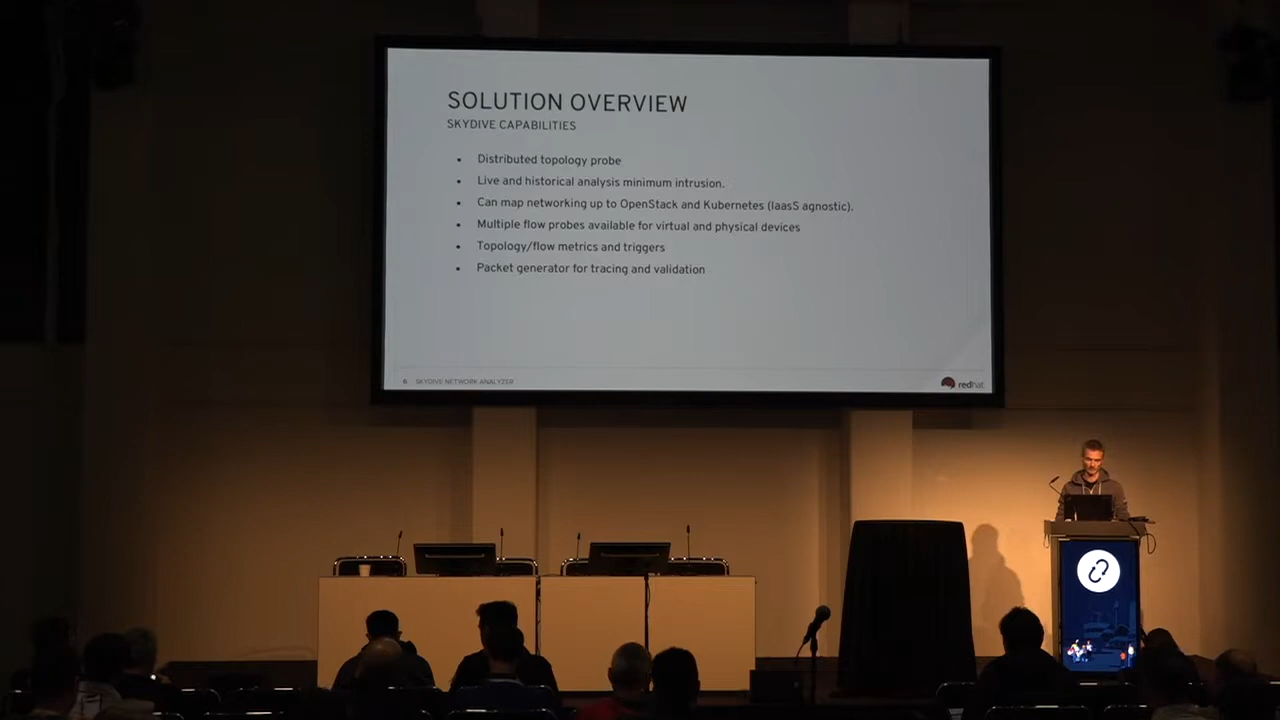 SOLUTION OVERVIEW
SKYDIVE CAPABILITIES
• Distributed topology probe
• Live and historical analysis minimum intrusion.
• Can map networking up to OpenStack and Kubernetes (IaasS agnostic).
• Multiple flow probes available for virtual and physical devices
• Topology/flow metrics and triggers
• Packet generator for tracing and validation
6 SKYDIVE NETWORK ANALYZER
redhat